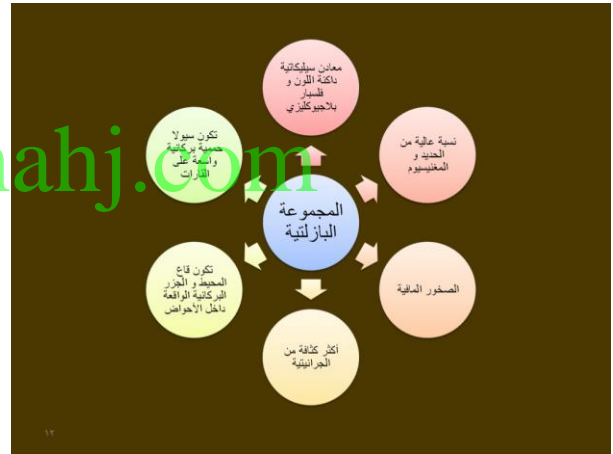 معادن سيليكاتية
داكنة اللون و
فلسبار
بلاجيوكليزي
نسبة عالية من
الحديد و
المغنيسيوم
الصخور المافية
أكثر كثافة من
الجرانيتية
تكون قاع
المحيط و الجزر
البركانية الواقعة
داخل الأحواض
تكون سيولا
حممية بركانية
واسعة على
القارات
المجموعة
البازلتية
nahj.com
١٢